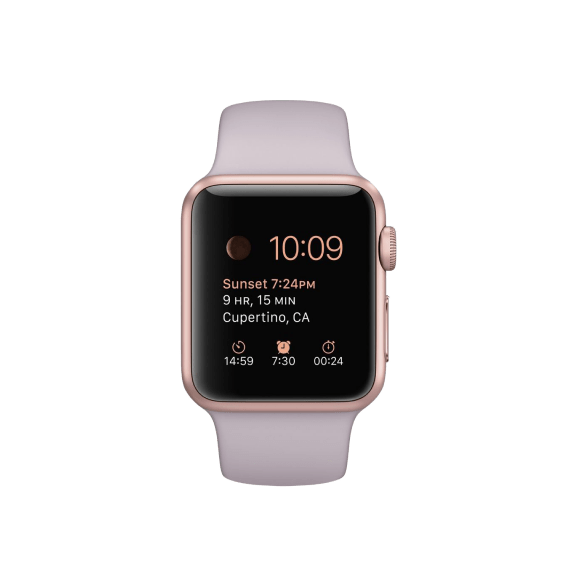 10:09
Sunset 7:24PM
9 HR, 15 MIN
Cupertino, CA
14:59 7:30 00:24